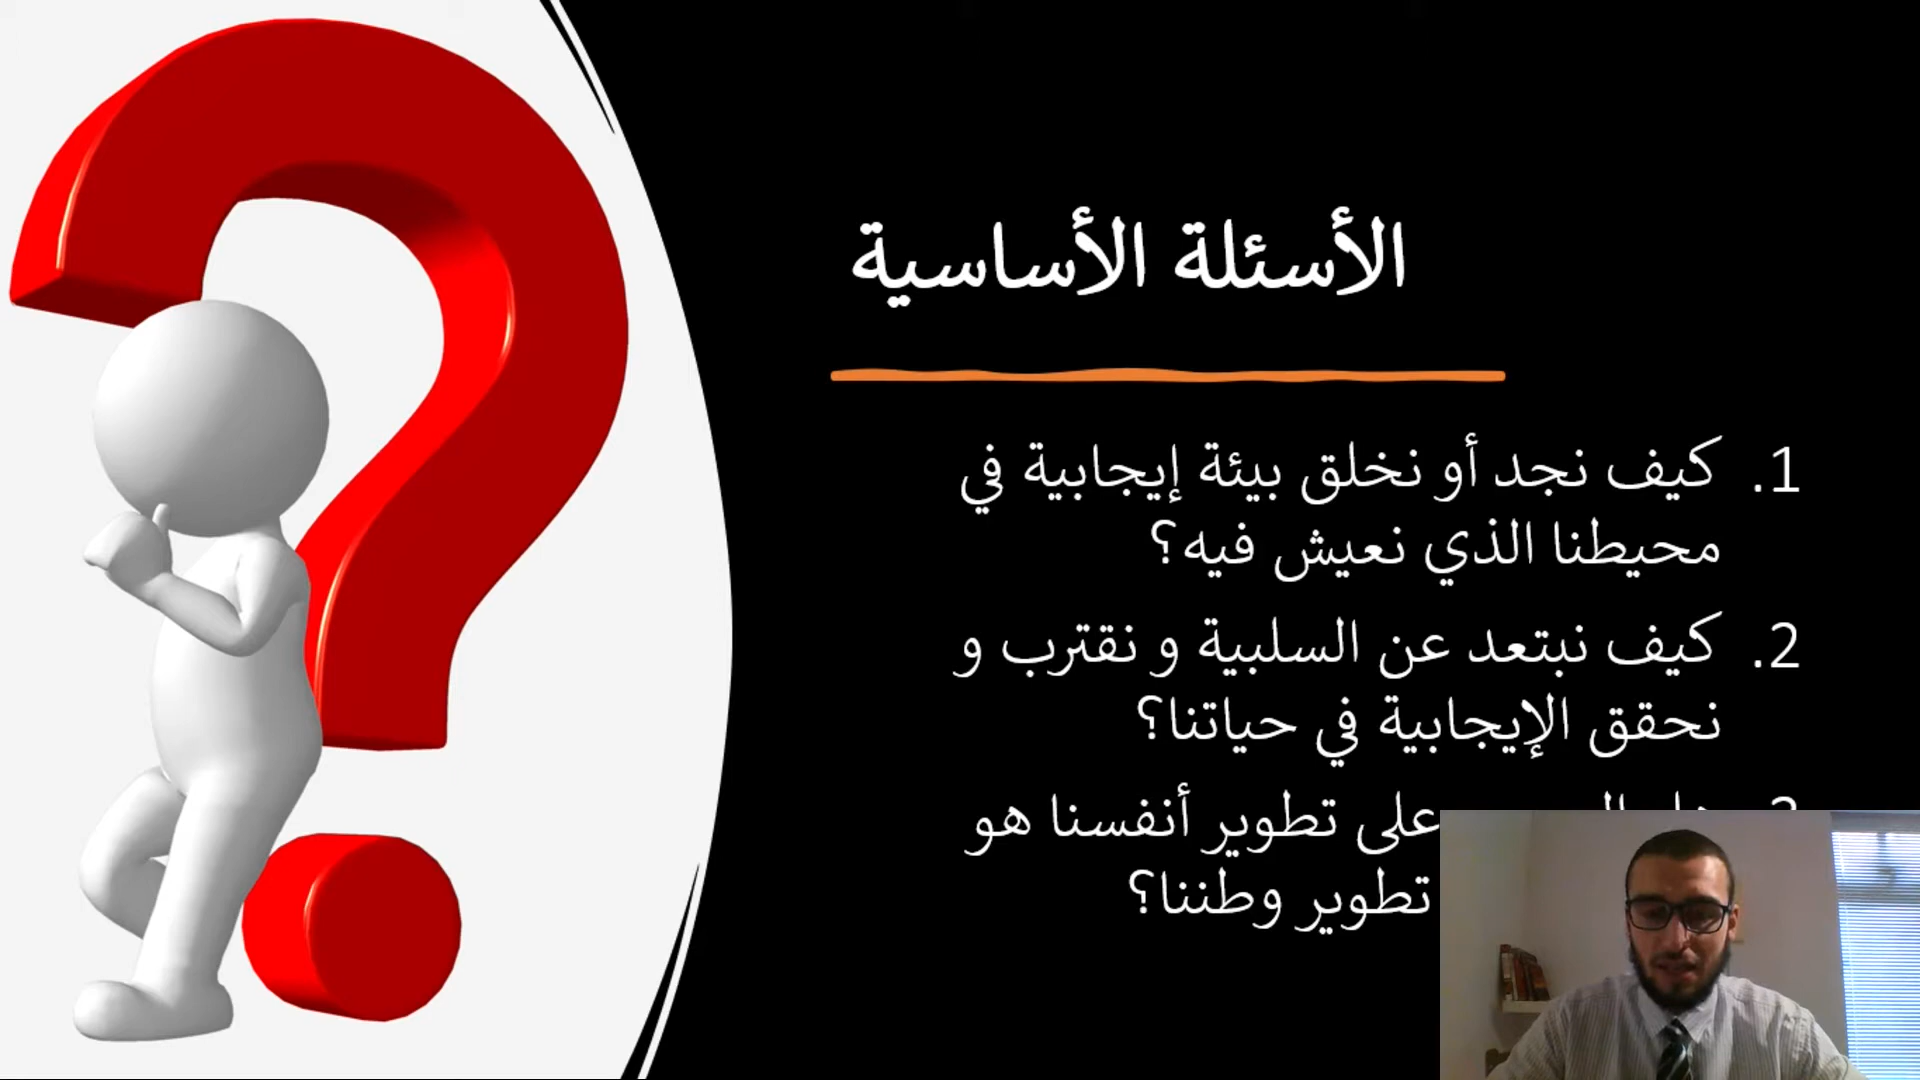 الأسئلة الأساسية
1. كيف نجد أو نخلق بيئة إيجابية في
محيطنا الذي نعيش فيه؟
2. كيف نبتعد عن السلبية و نقترب و
نحقق الإيجابية في حياتنا؟
على تطوير أنفسنا هو
تطوير وطننا؟